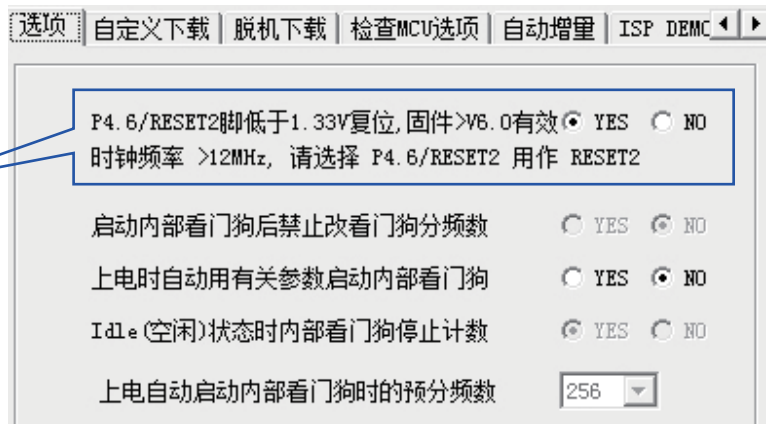 选项 自定义下载 脱机下载 检查MCU选项 自动增量 ISP DEMO
P4.6/RESET2脚低于1.33V复位,固件>V6.0有效 YES NO
时钟频率 >12MHz, 请选择 P4.6/RESET2 用作 RESET2
启动内部看门狗后禁止改看门狗分频数 YES NO
上电时自动用有关参数启动内部看门狗 YES NO
Idle(空闲)状态时内部看门狗停止计数 YES NO
上电自动启动内部看门狗时的预分频数 256